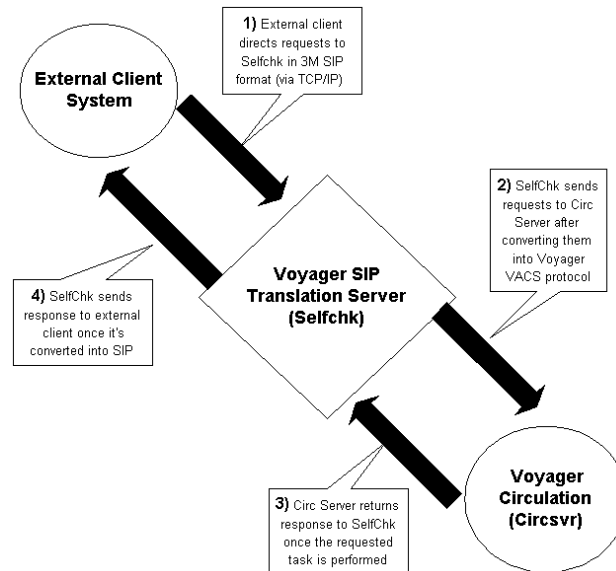 1) External client
directs requests to
Selfchk in 3M SIP
format (via TCP/IP)
External Client
System
2) SelfChk sends
requests to Circ
Server after
converting them
into Voyager
VACS protocol
Voyager SIP
Translation Server
(Selfchk)
4) SelfChk sends
response to external
client once it's
converted into SIP
Voyager
Circulation
(Circsvr)
3) Circ Server returns
response to SelfChk
once the requested
task is performed